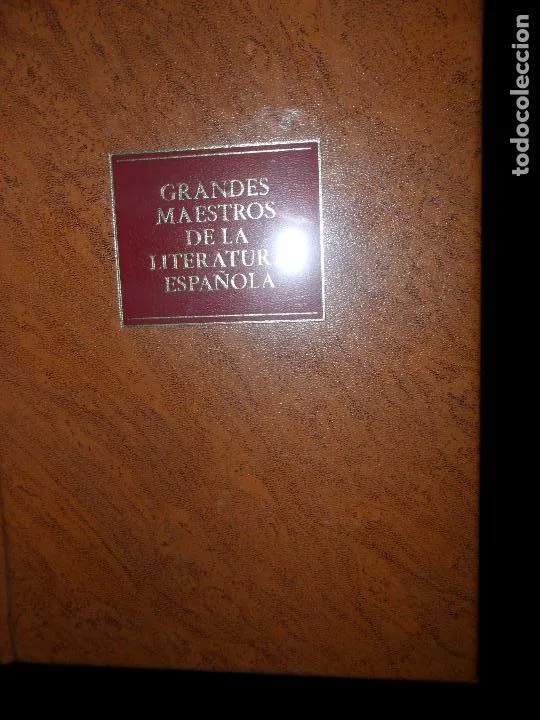 GRANDES
MAESTROS
DE LA
LITERATURA
ESPAÑOLA
todocoleccion